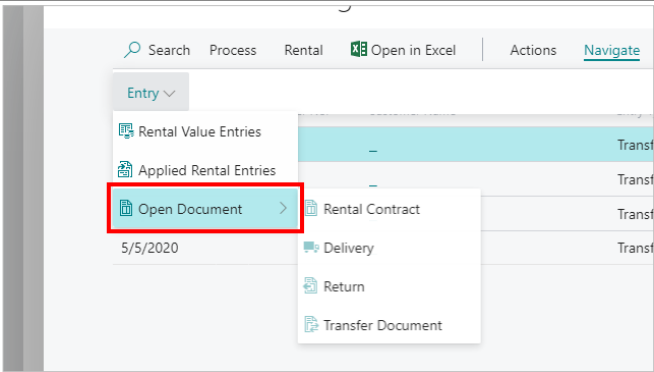 Search Process Rental Open in Excel Actions Navigate
Entry
Rental Value Entries
Transf
Applied Rental Entries
Transf
Open Document
Rental Contract
Transf
5/5/2020
Delivery
Transf
Return
Transfer Document